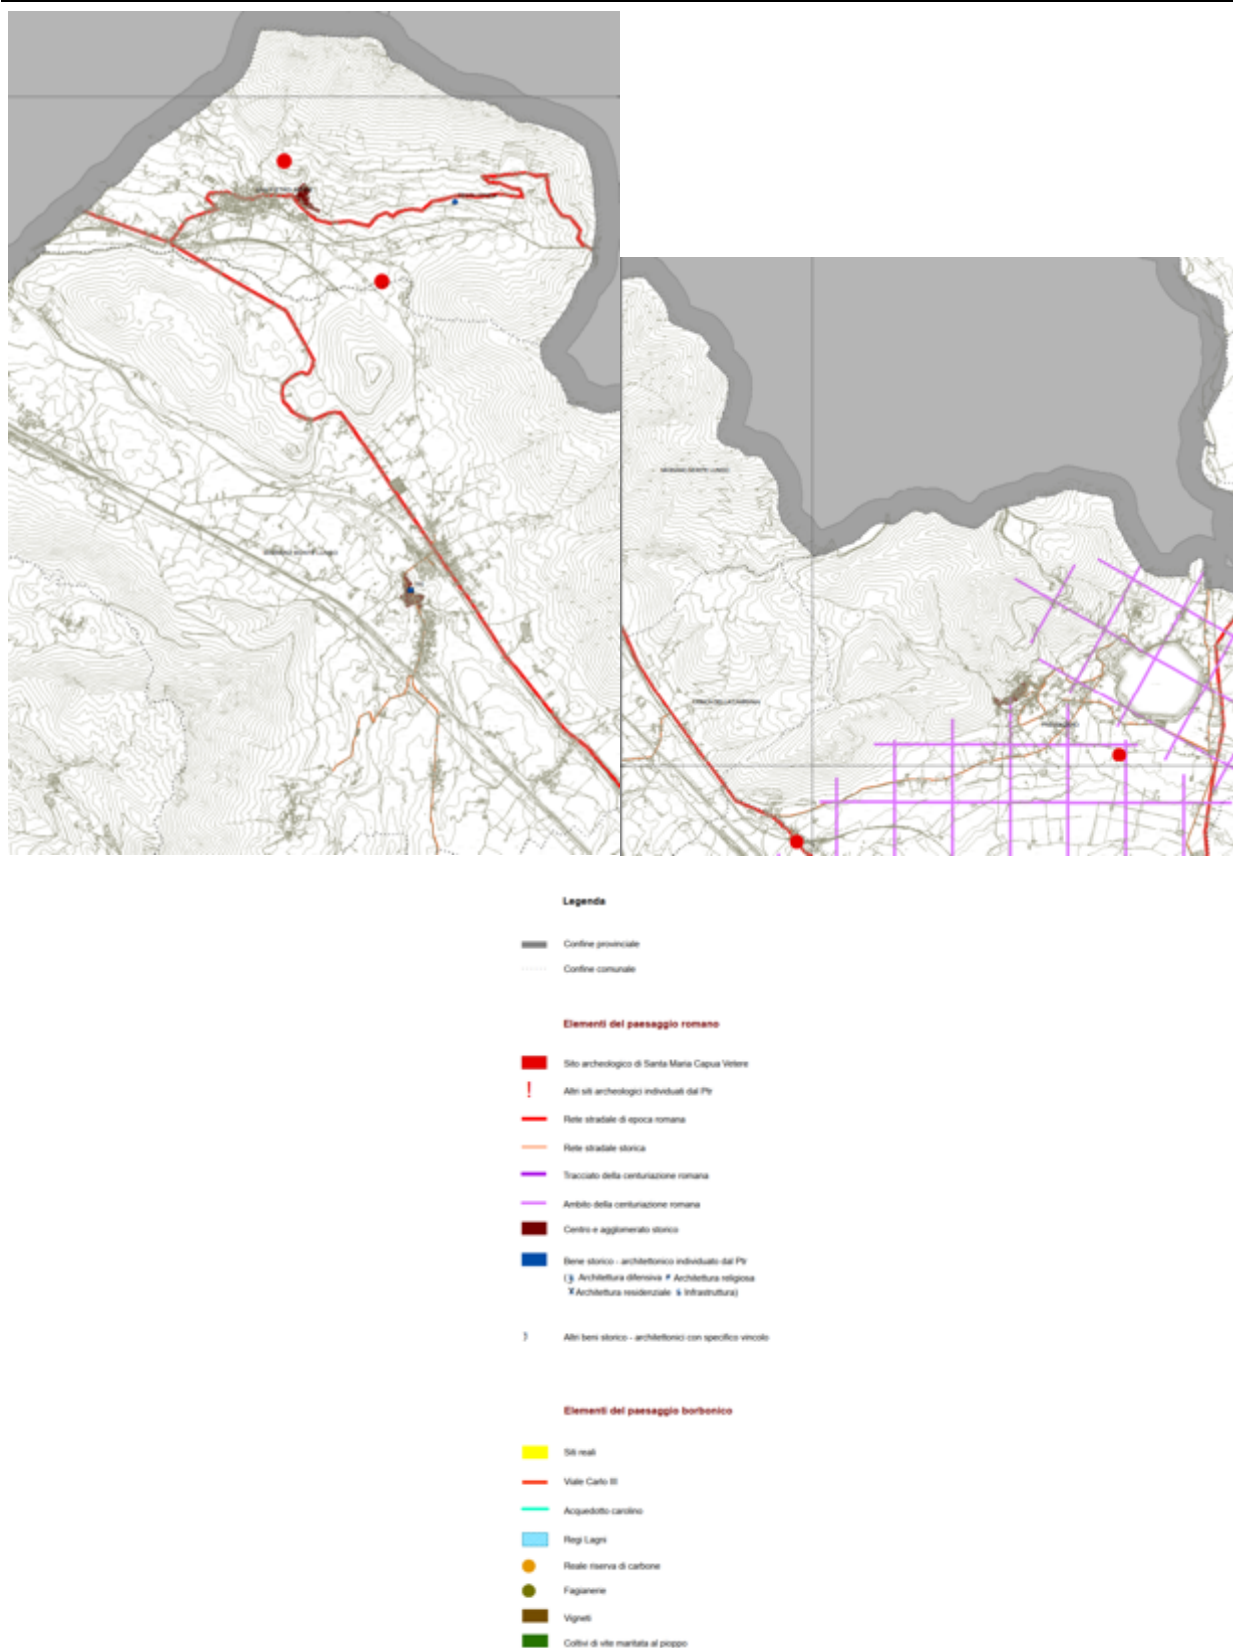 MIGNANO MONTE LUNGO
Legenda
Confine provinciale
Confine comunale
Elementi del paesaggio romano
Sito archeologico di Santa Maria Capua Vetere
!
Altri siti archeologici individuati dal Ptr
Rete stradale di epoca romana
Rete stradale storica
Tracciato della centuriazione romana
Ambito della centuriazione romana
Centro e agglomerato storico
Bene storico - architettonico individuato dal Ptr
Architettura difensiva Architettura religiosa
Architettura residenziale Infrastruttura)
Altri beni storico - architettonici con specifico vincolo
Elementi del paesaggio borbonico
Siti reali
Viale Carlo III
Acquedotto carolino
Regi Lagni
Reale riserva di carbone
Fagianerie
Vigneti
Coltivi di vite maritata al pioppo